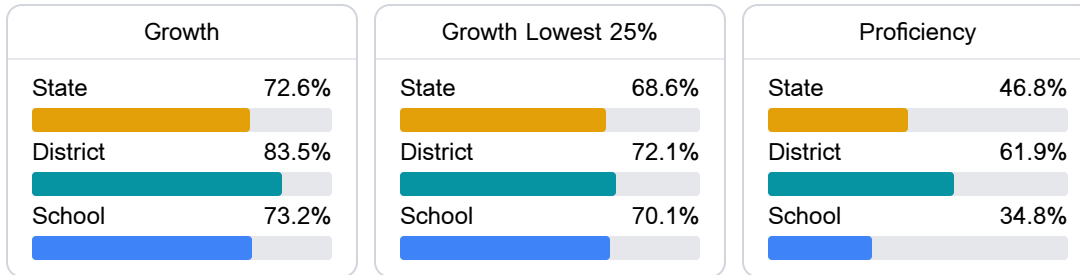 Growth
State 72.6%
District 83.5%
School 73.2%
Growth Lowest 25%
State 68.6%
District 72.1%
School 70.1%
Proficiency
State 46.8%
District 61.9%
School 34.8%